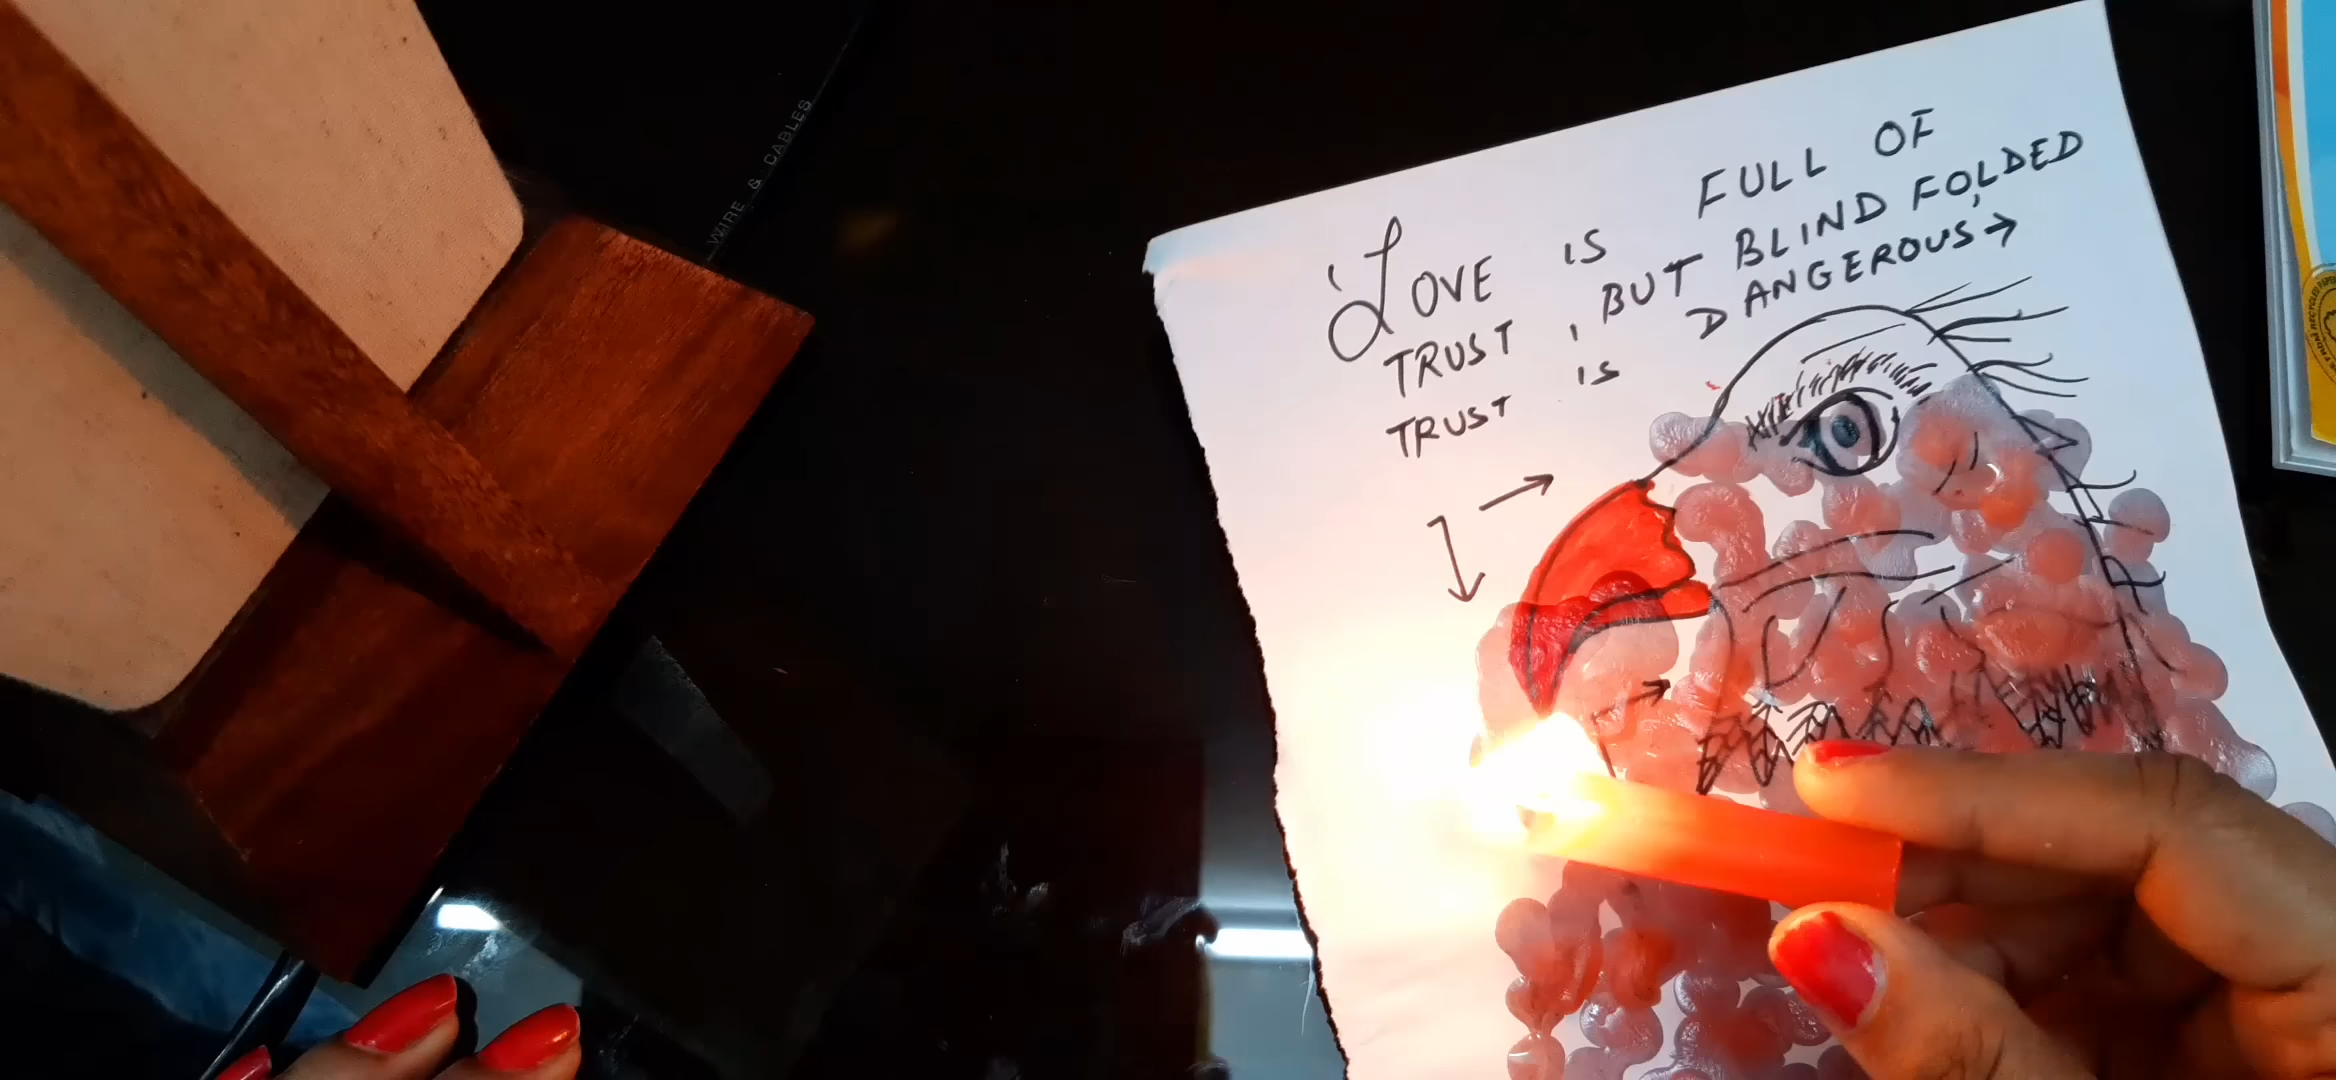 WIRE & CABLES
'LOVE IS FULL OF
TRUST, BUT BLIND FOLDED
TRUST IS DANGEROUS →